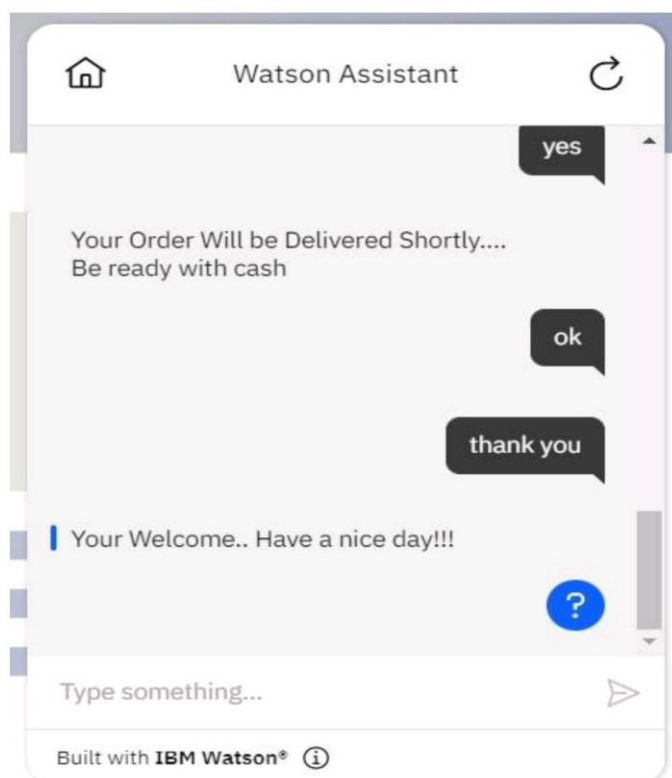 Watson Assistant
yes
Your Order Will be Delivered Shortly....
Be ready with cash
ok
thank you
Your Welcome.. Have a nice day!!!
?
Type something...
Built with IBM Watson®